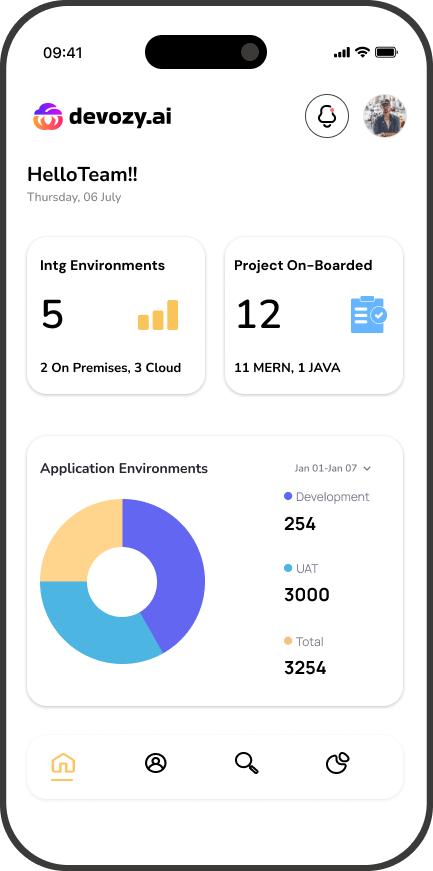 09:41
devozy.ai
HelloTeam!!
Thursday, 06 July
Intg Environments
5
2 On Premises, 3 Cloud
Project On-Boarded
12
11 MERN, 1 JAVA
Application Environments
Jan 01-Jan 07
Development
254
UAT
3000
Total
3254